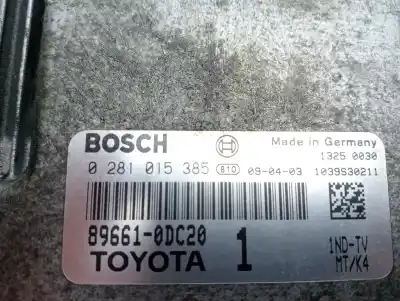 BOSCH Made in Germany
1325 0030
0 281 015 385 610 09-04-03 1039S30211
89661-0DC20
TOYOTA 1
1ND-TV
MT/K4